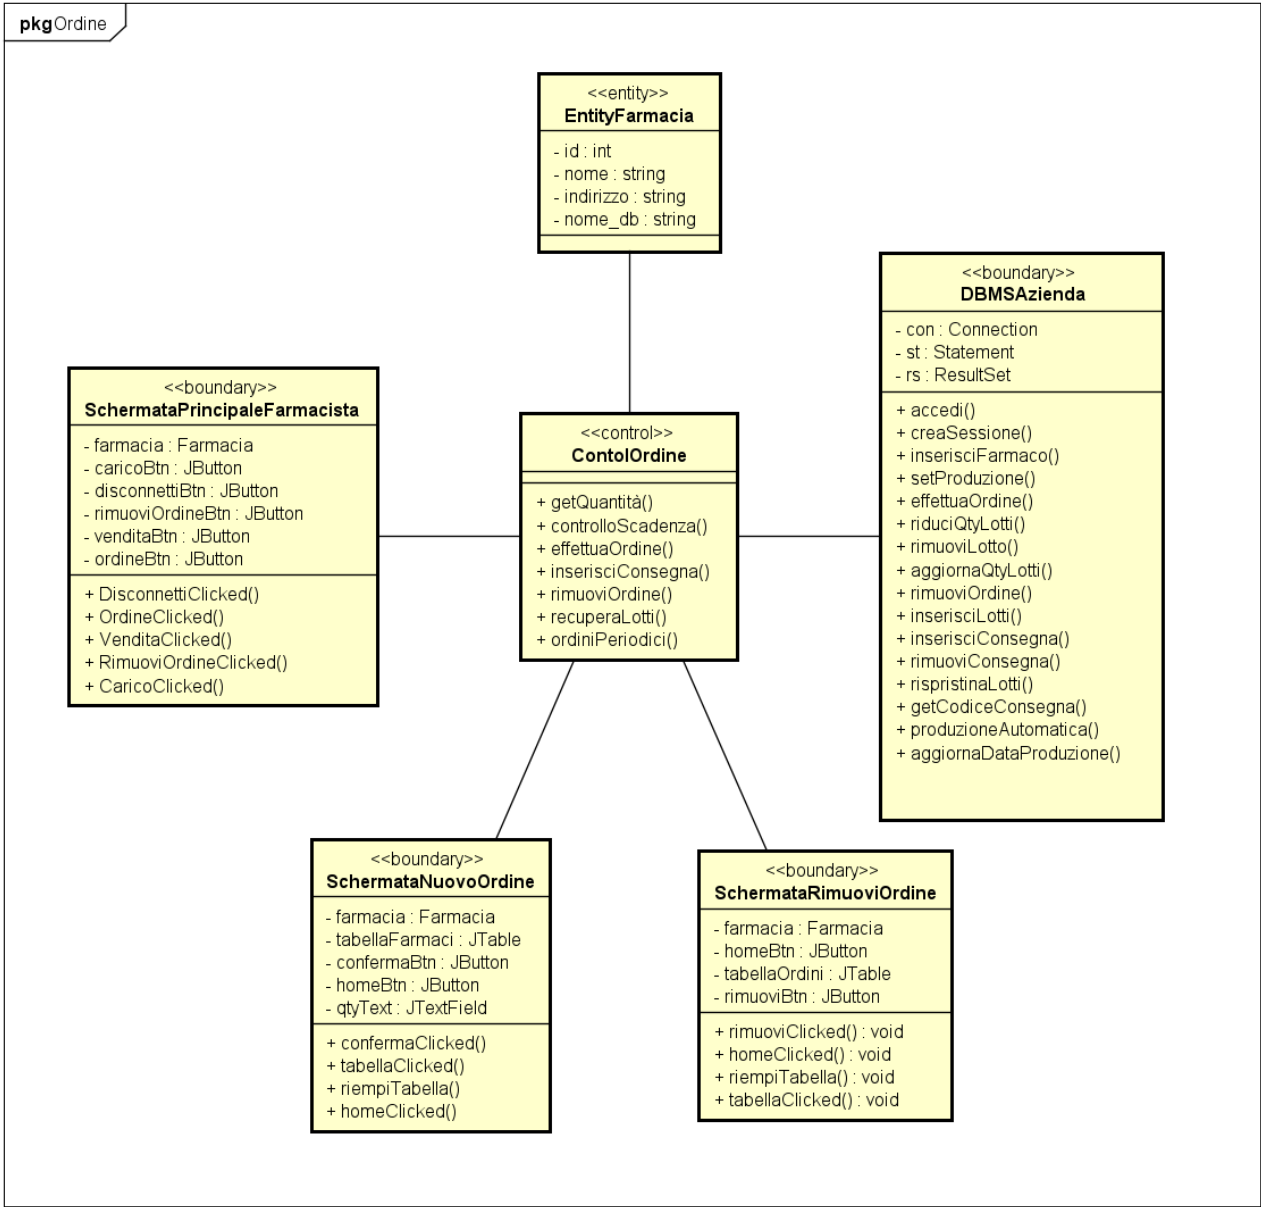 pkg Ordine
<<entity>>
EntityFarmacia
- id : int
- nome : string
- indirizzo : string
- nome_db : string
<<boundary>>
DBMSAzienda
- con : Connection
- st : Statement
- rs : ResultSet
+ accedi()
+ creaSessione()
+ inserisciFarmaco()
+ setProduzione()
+ effettuaOrdine()
+ riduciQtyLotti()
+ rimuoviLotto()
+ aggiornaQtyLotti()
+ rimuoviOrdine()
+ inserisciLotti()
+ inserisciConsegna()
+ rimuoviConsegna()
+ rispristinaLotti()
+ getCodiceConsegna()
+ produzioneAutomatica()
+ aggiornaDataProduzione()
<<boundary>>
SchermataPrincipaleFarmacista
- farmacia : Farmacia
- caricoBtn : JButton
- disconnettiBtn : JButton
- rimuoviOrdineBtn : JButton
- venditaBtn : JButton
- ordineBtn : JButton
+ DisconnettiClicked()
+ OrdineClicked()
+ VenditaClicked()
+ RimuoviOrdineClicked()
+ CaricoClicked()
<<control>>
ContolOrdine
+ getQuantità()
+ controlloScadenza()
+ effettuaOrdine()
+ inserisciConsegna()
+ rimuoviOrdine()
+ recuperaLotti()
+ ordiniPeriodici()
<<boundary>>
SchermataNuovoOrdine
- farmacia : Farmacia
- tabellaFarmaci : JTable
- confermaBtn : JButton
- homeBtn : JButton
- qtyText : JTextField
+ confermaClicked()
+ tabellaClicked()
+ riempiTabella()
+ homeClicked()
<<boundary>>
SchermataRimuoviOrdine
- farmacia : Farmacia
- homeBtn : JButton
- tabellaOrdini : JTable
- rimuoviBtn : JButton
+ rimuoviClicked() : void
+ homeClicked() : void
+ riempiTabella() : void
+ tabellaClicked() : void